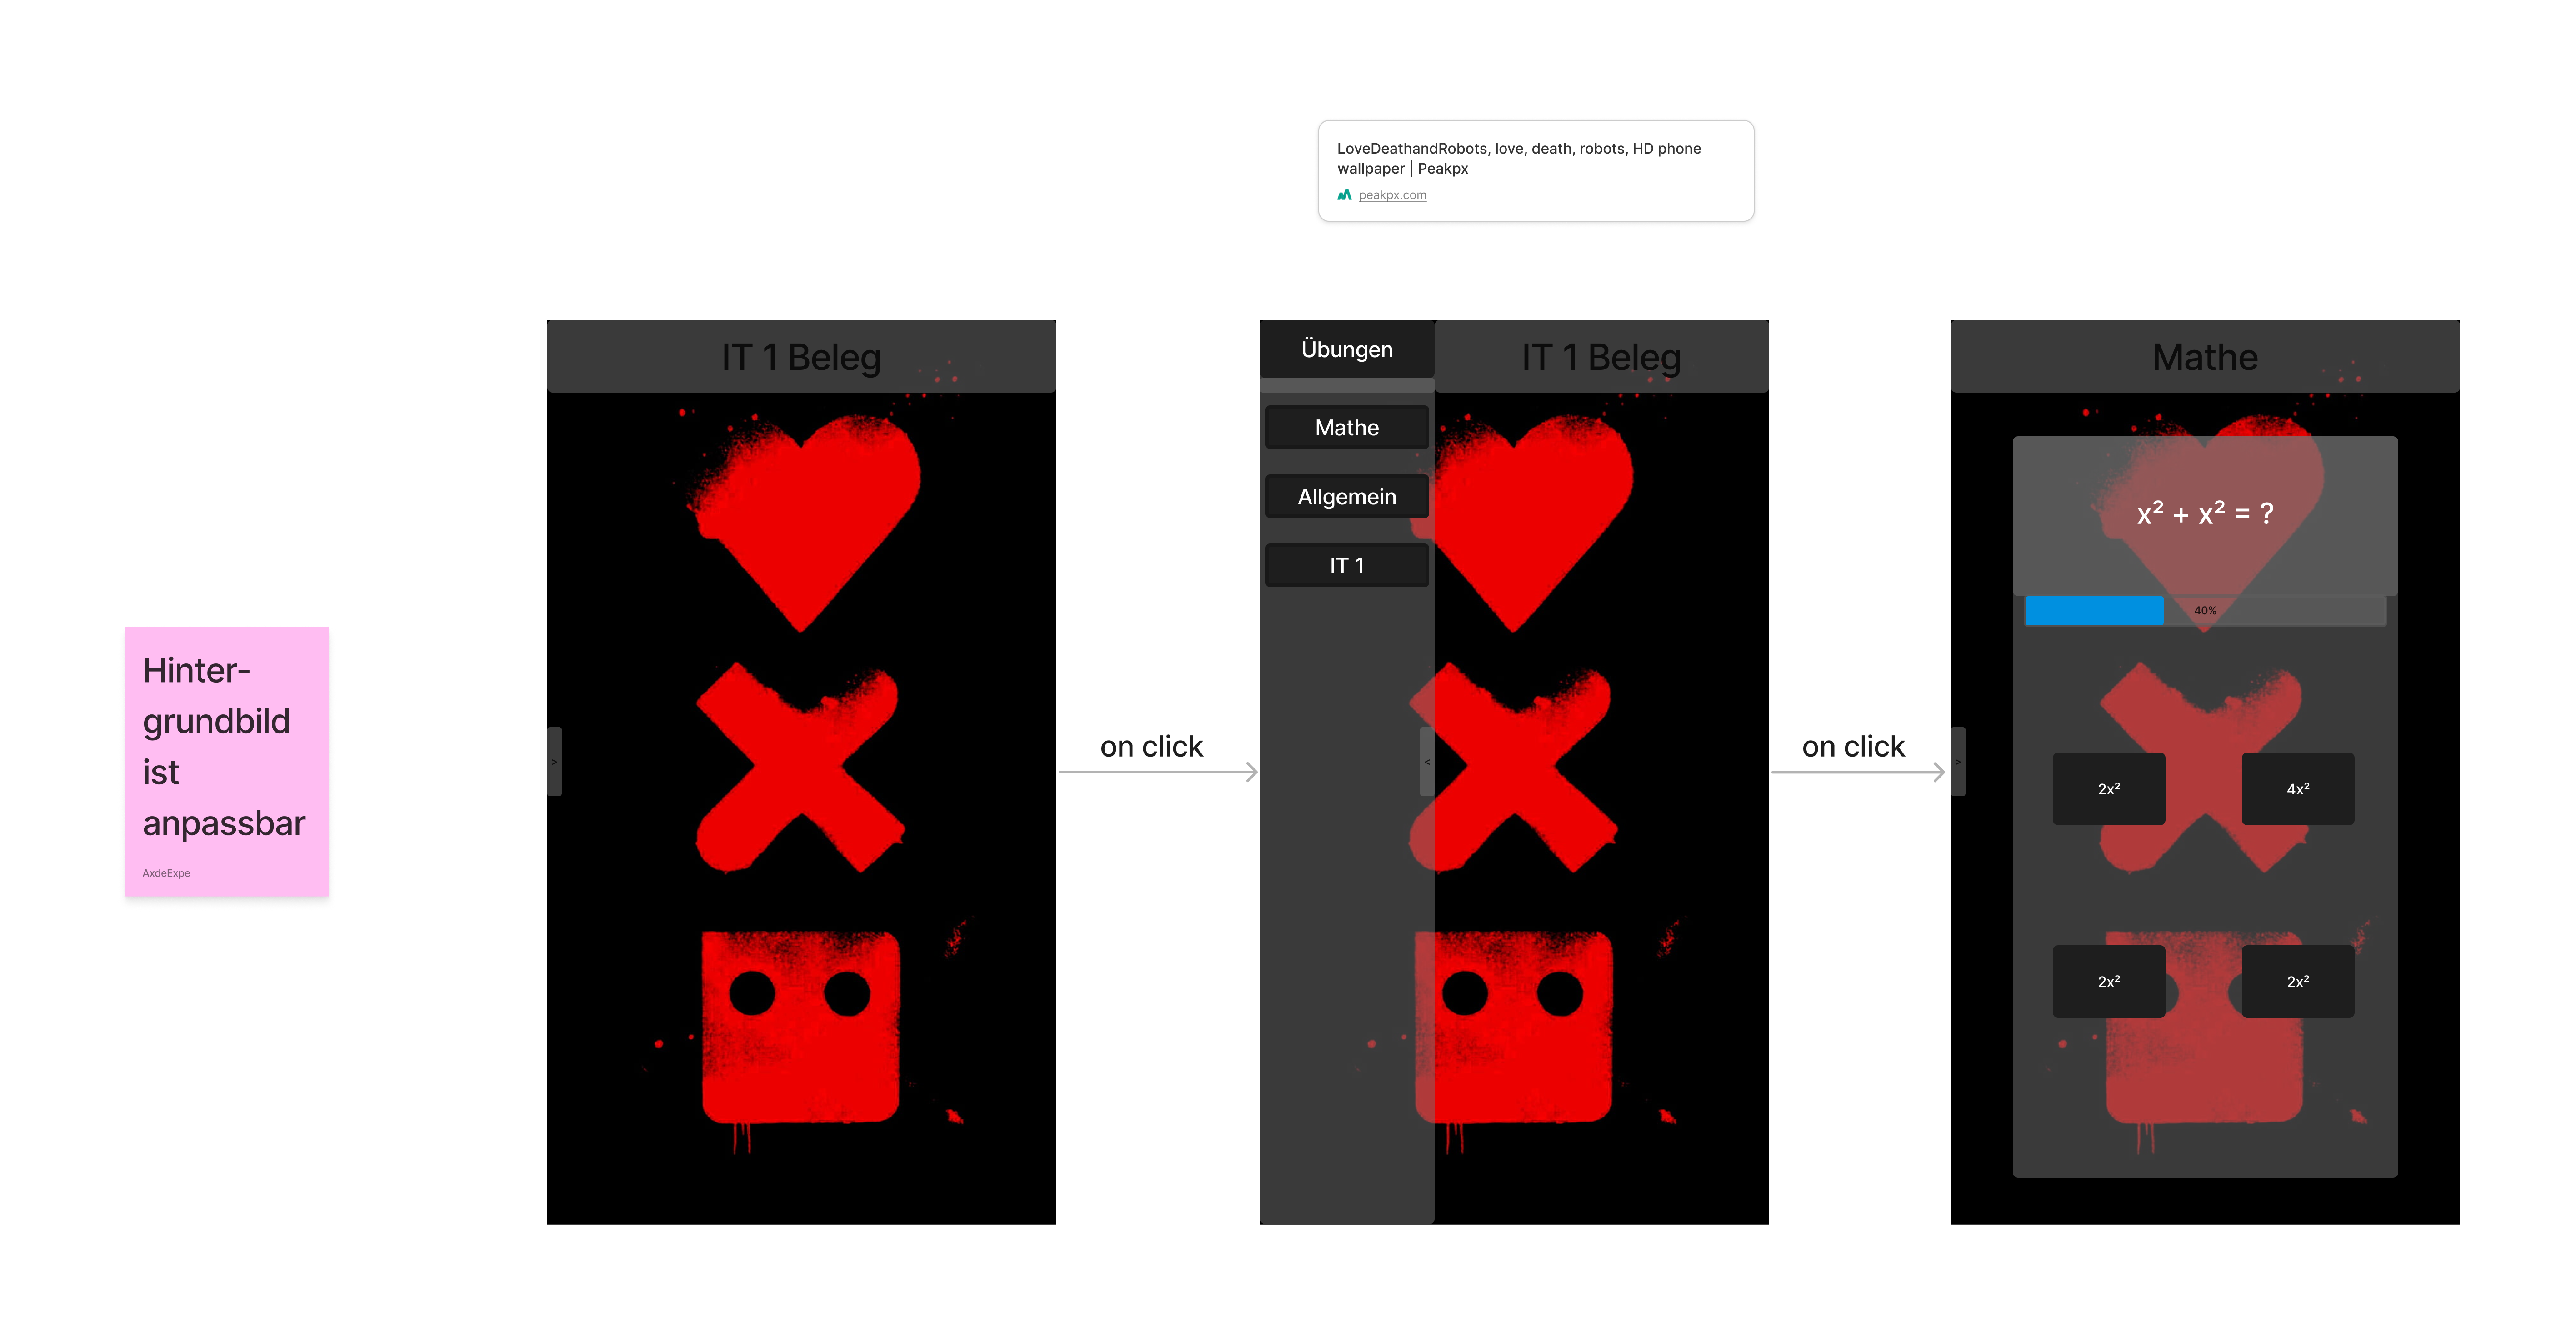 LoveDeathandRobots, love, death, robots, HD phone
wallpaper | Peakpx
peakpx.com
Hinter-
grundbild
ist
anpassbar
AxdeExpe
IT 1 Beleg
>
on click
Übungen
IT 1 Beleg
Mathe
Allgemein
IT 1
<
on click
Mathe
x² + x² = ?
40%
>
2x²
4x²
2x²
2x²